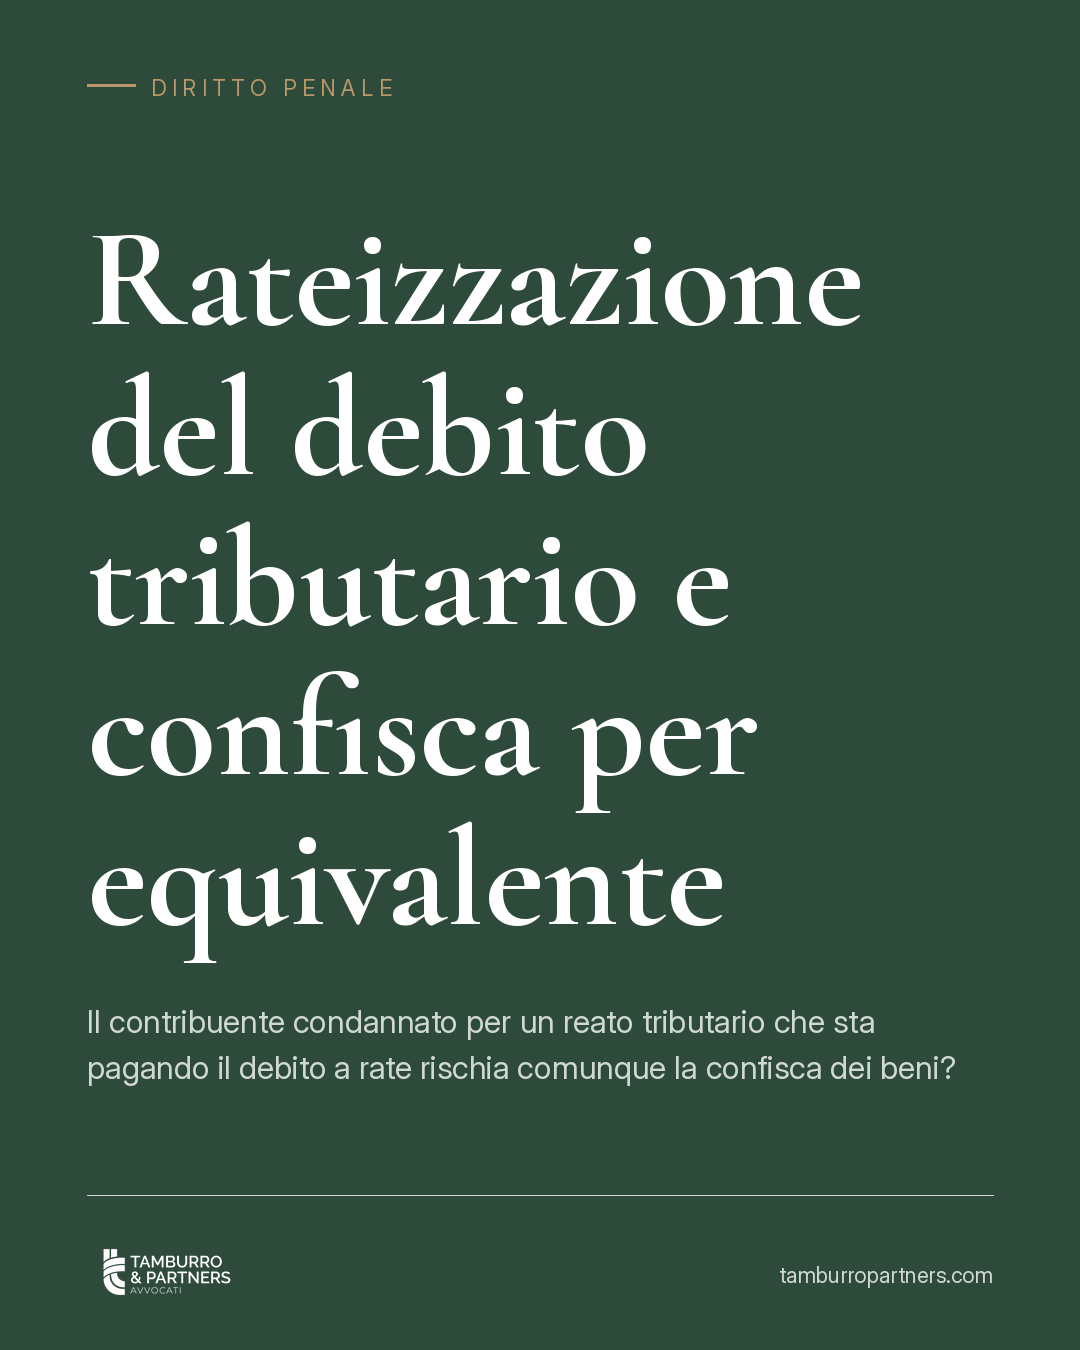 DIRITTO PENALE
Rateizzazione
del debito
tributario e
confisca per
equivalente
Il contribuente condannato per un reato tributario che sta
pagando il debito a rate rischia comunque la confisca dei beni?
TAMBURRO
& PARTNERS
AVVOCATI
tamburropartners.com